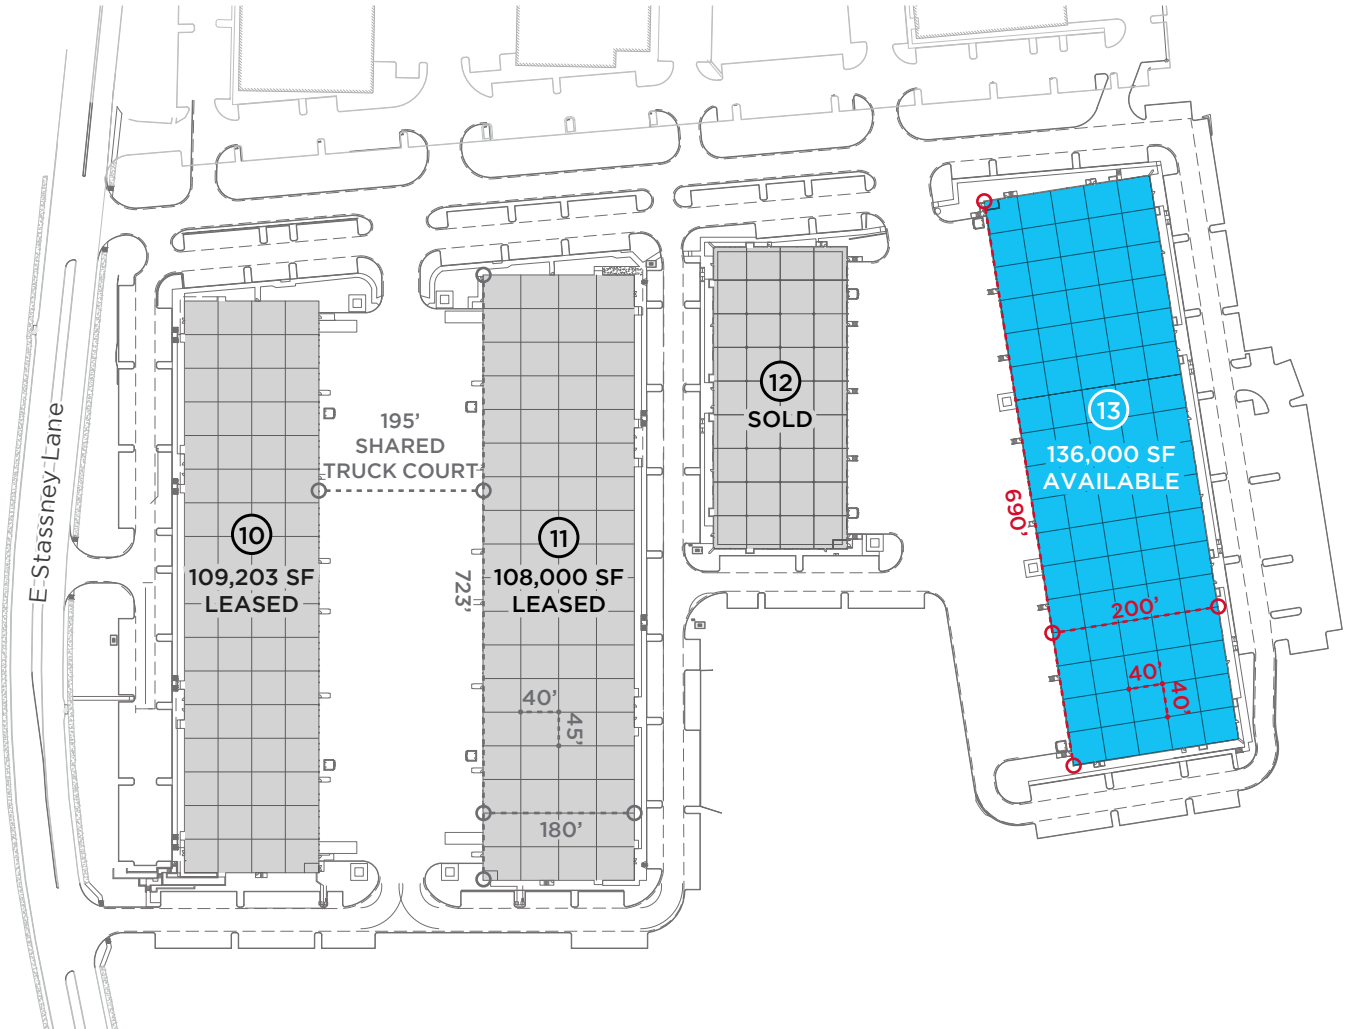 E Stassney Lane
10
109,203 SF
LEASED
195’
SHARED
TRUCK COURT
723’
11
108,000 SF
LEASED
40’
45’
180’
12
SOLD
13
136,000 SF
AVAILABLE
690’
200’
40’
40’